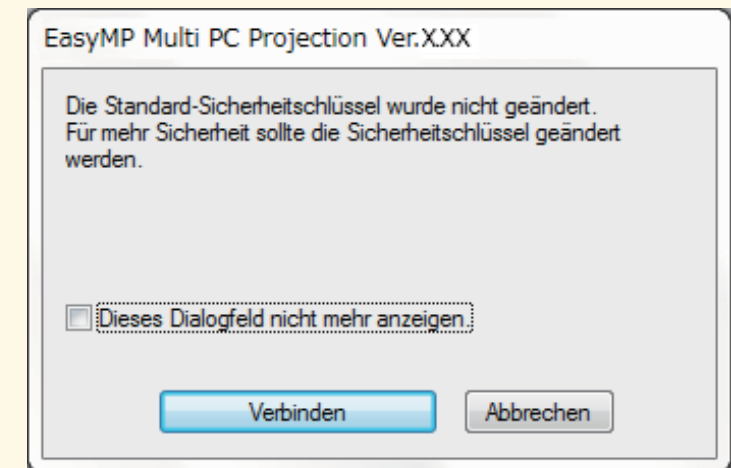 EasyMP Multi PC Projection Ver.X.XX
Die Standard-Sicherheitschlüssel wurde nicht geändert.
Für mehr Sicherheit sollte die Sicherheitschlüssel geändert
werden.
Dieses Dialogfeld nicht mehr anzeigen.
Verbinden
Abbrechen